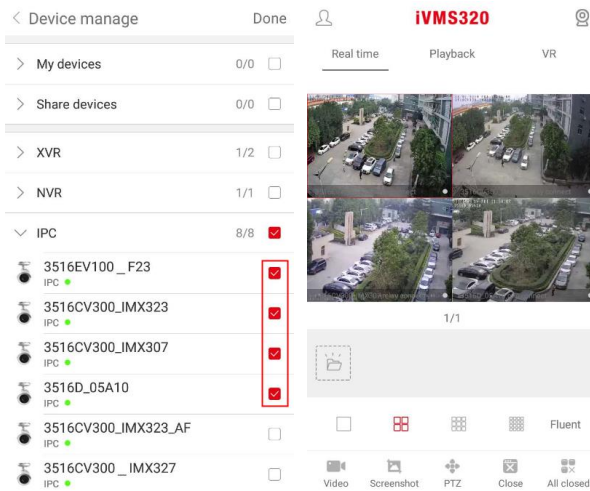 Device manage
Done
My devices
0/0
Share devices
0/0
XVR
1/2
NVR
1/1
IPC
8/8
3516EV100 _ F23
IPC
3516CV300_IMX323
IPC
3516CV300_IMX307
IPC
3516D_05A10
IPC
3516CV300_IMX323_AF
IPC
3516CV300 _ IMX327
IPC
iVMS320
Real time
Playback
VR
1/1
Fluent
Video
Screenshot
PTZ
Close
All closed